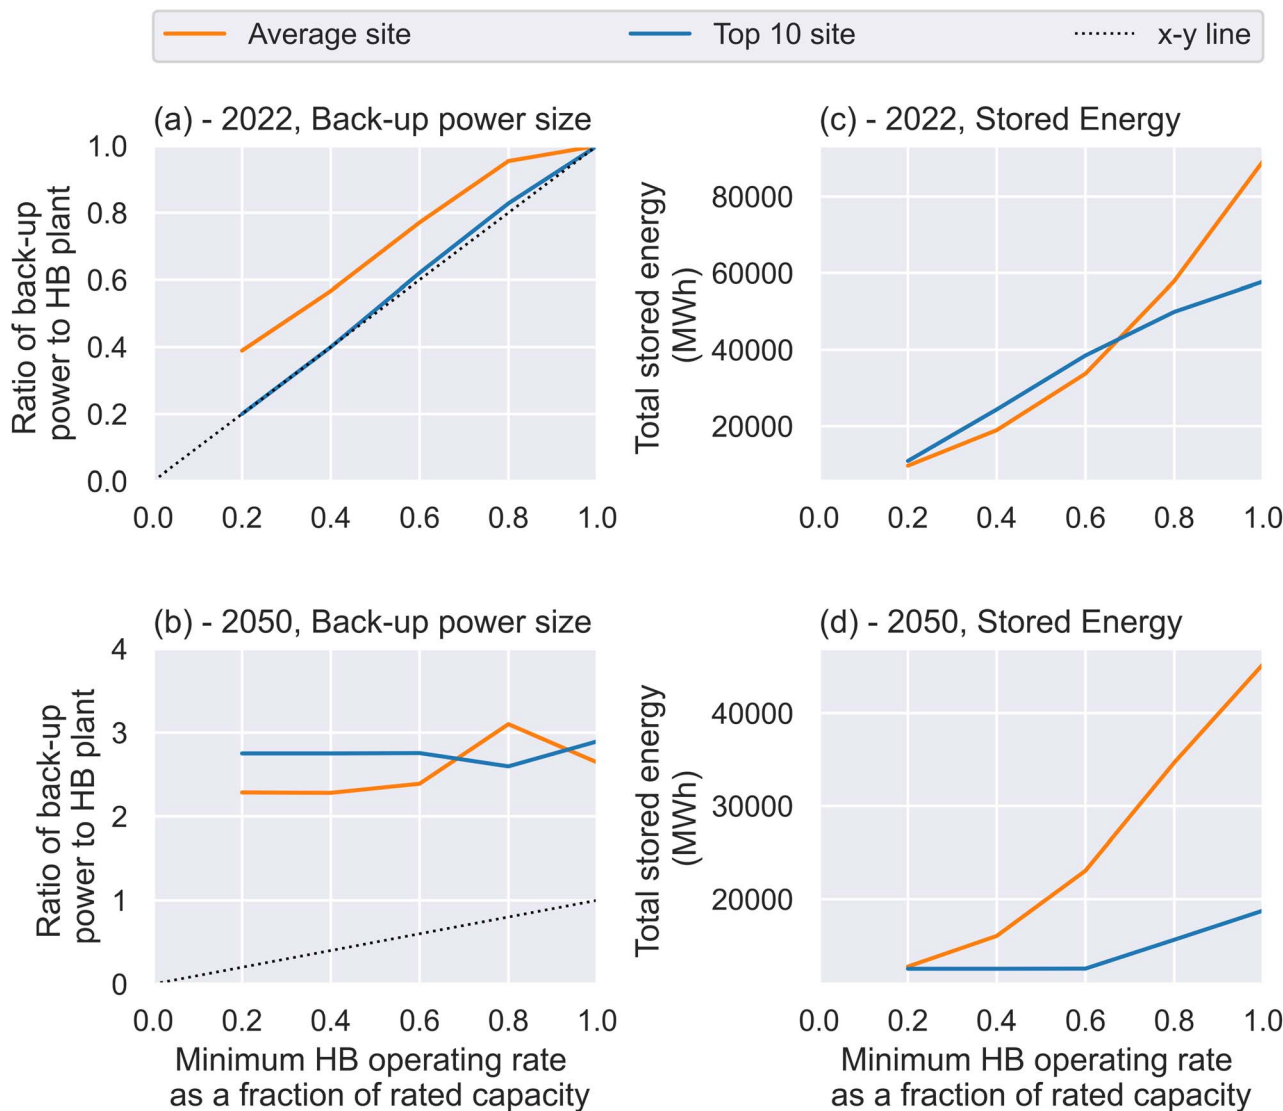 Average site
Top 10 site
x-y line
(a) - 2022, Back-up power size
Ratio of back-up
power to HB plant
1.0
0.8
0.6
0.4
0.2
0.0
0.0 0.2 0.4 0.6 0.8 1.0
(c) - 2022, Stored Energy
Total stored energy
(MWh)
80000
60000
40000
20000
0.0 0.2 0.4 0.6 0.8 1.0
(b) - 2050, Back-up power size
Ratio of back-up
power to HB plant
4
3
2
1
0
0.0 0.2 0.4 0.6 0.8 1.0
Minimum HB operating rate
as a fraction of rated capacity
(d) - 2050, Stored Energy
Total stored energy
(MWh)
40000
30000
20000
0.0 0.2 0.4 0.6 0.8 1.0
Minimum HB operating rate
as a fraction of rated capacity